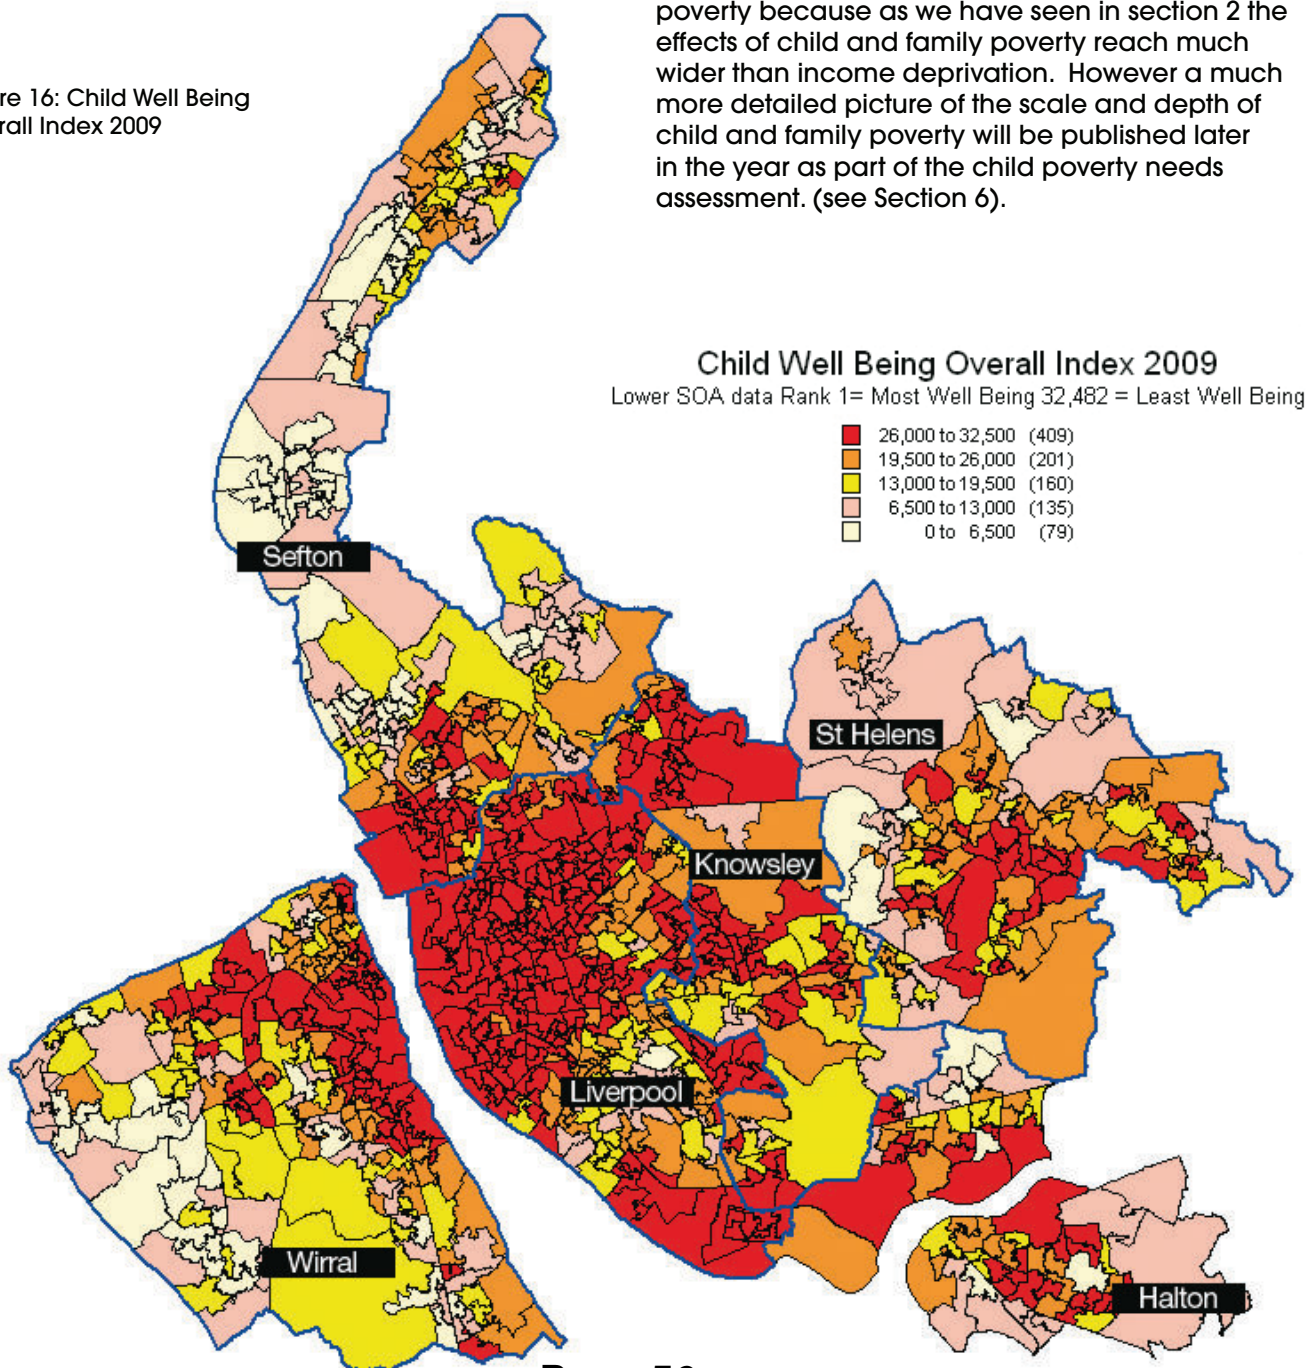 poverty because as we have seen in section 2 the
effects of child and family poverty reach much
wider than income deprivation. However a much
more detailed picture of the scale and depth of
child and family poverty will be published later
in the year as part of the child poverty needs
assessment. (see Section 6).
re 16: Child Well Being
rall Index 2009
Child Well Being Overall Index 2009
Lower SOA data Rank 1= Most Well Being 32,482 = Least Well Being
26,000 to 32,500 (409)
19,500 to 26,000 (201)
13,000 to 19,500 (160)
6,500 to 13,000 (135)
0 to 6,500 (79)
Sefton
St Helens
Knowsley
Liverpool
Wirral
Halton